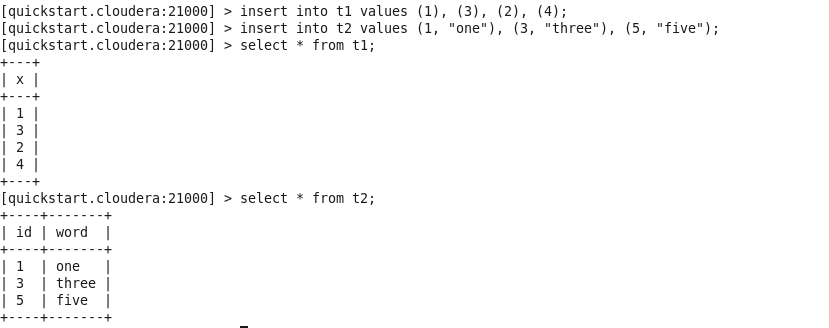 [quickstart.cloudera:21000] > insert into t1 values (1), (3), (2), (4);
[quickstart.cloudera:21000] > insert into t2 values (1, "one"), (3, "three"), (5, "five");
[quickstart.cloudera:21000] > select * from t1;
+---+
| x |
+---+
| 1 |
| 3 |
| 2 |
| 4 |
+---+
[quickstart.cloudera:21000] > select * from t2;
+----+-------+
| id | word  |
+----+-------+
| 1  | one   |
| 3  | three |
| 5  | five  |
+----+-------+